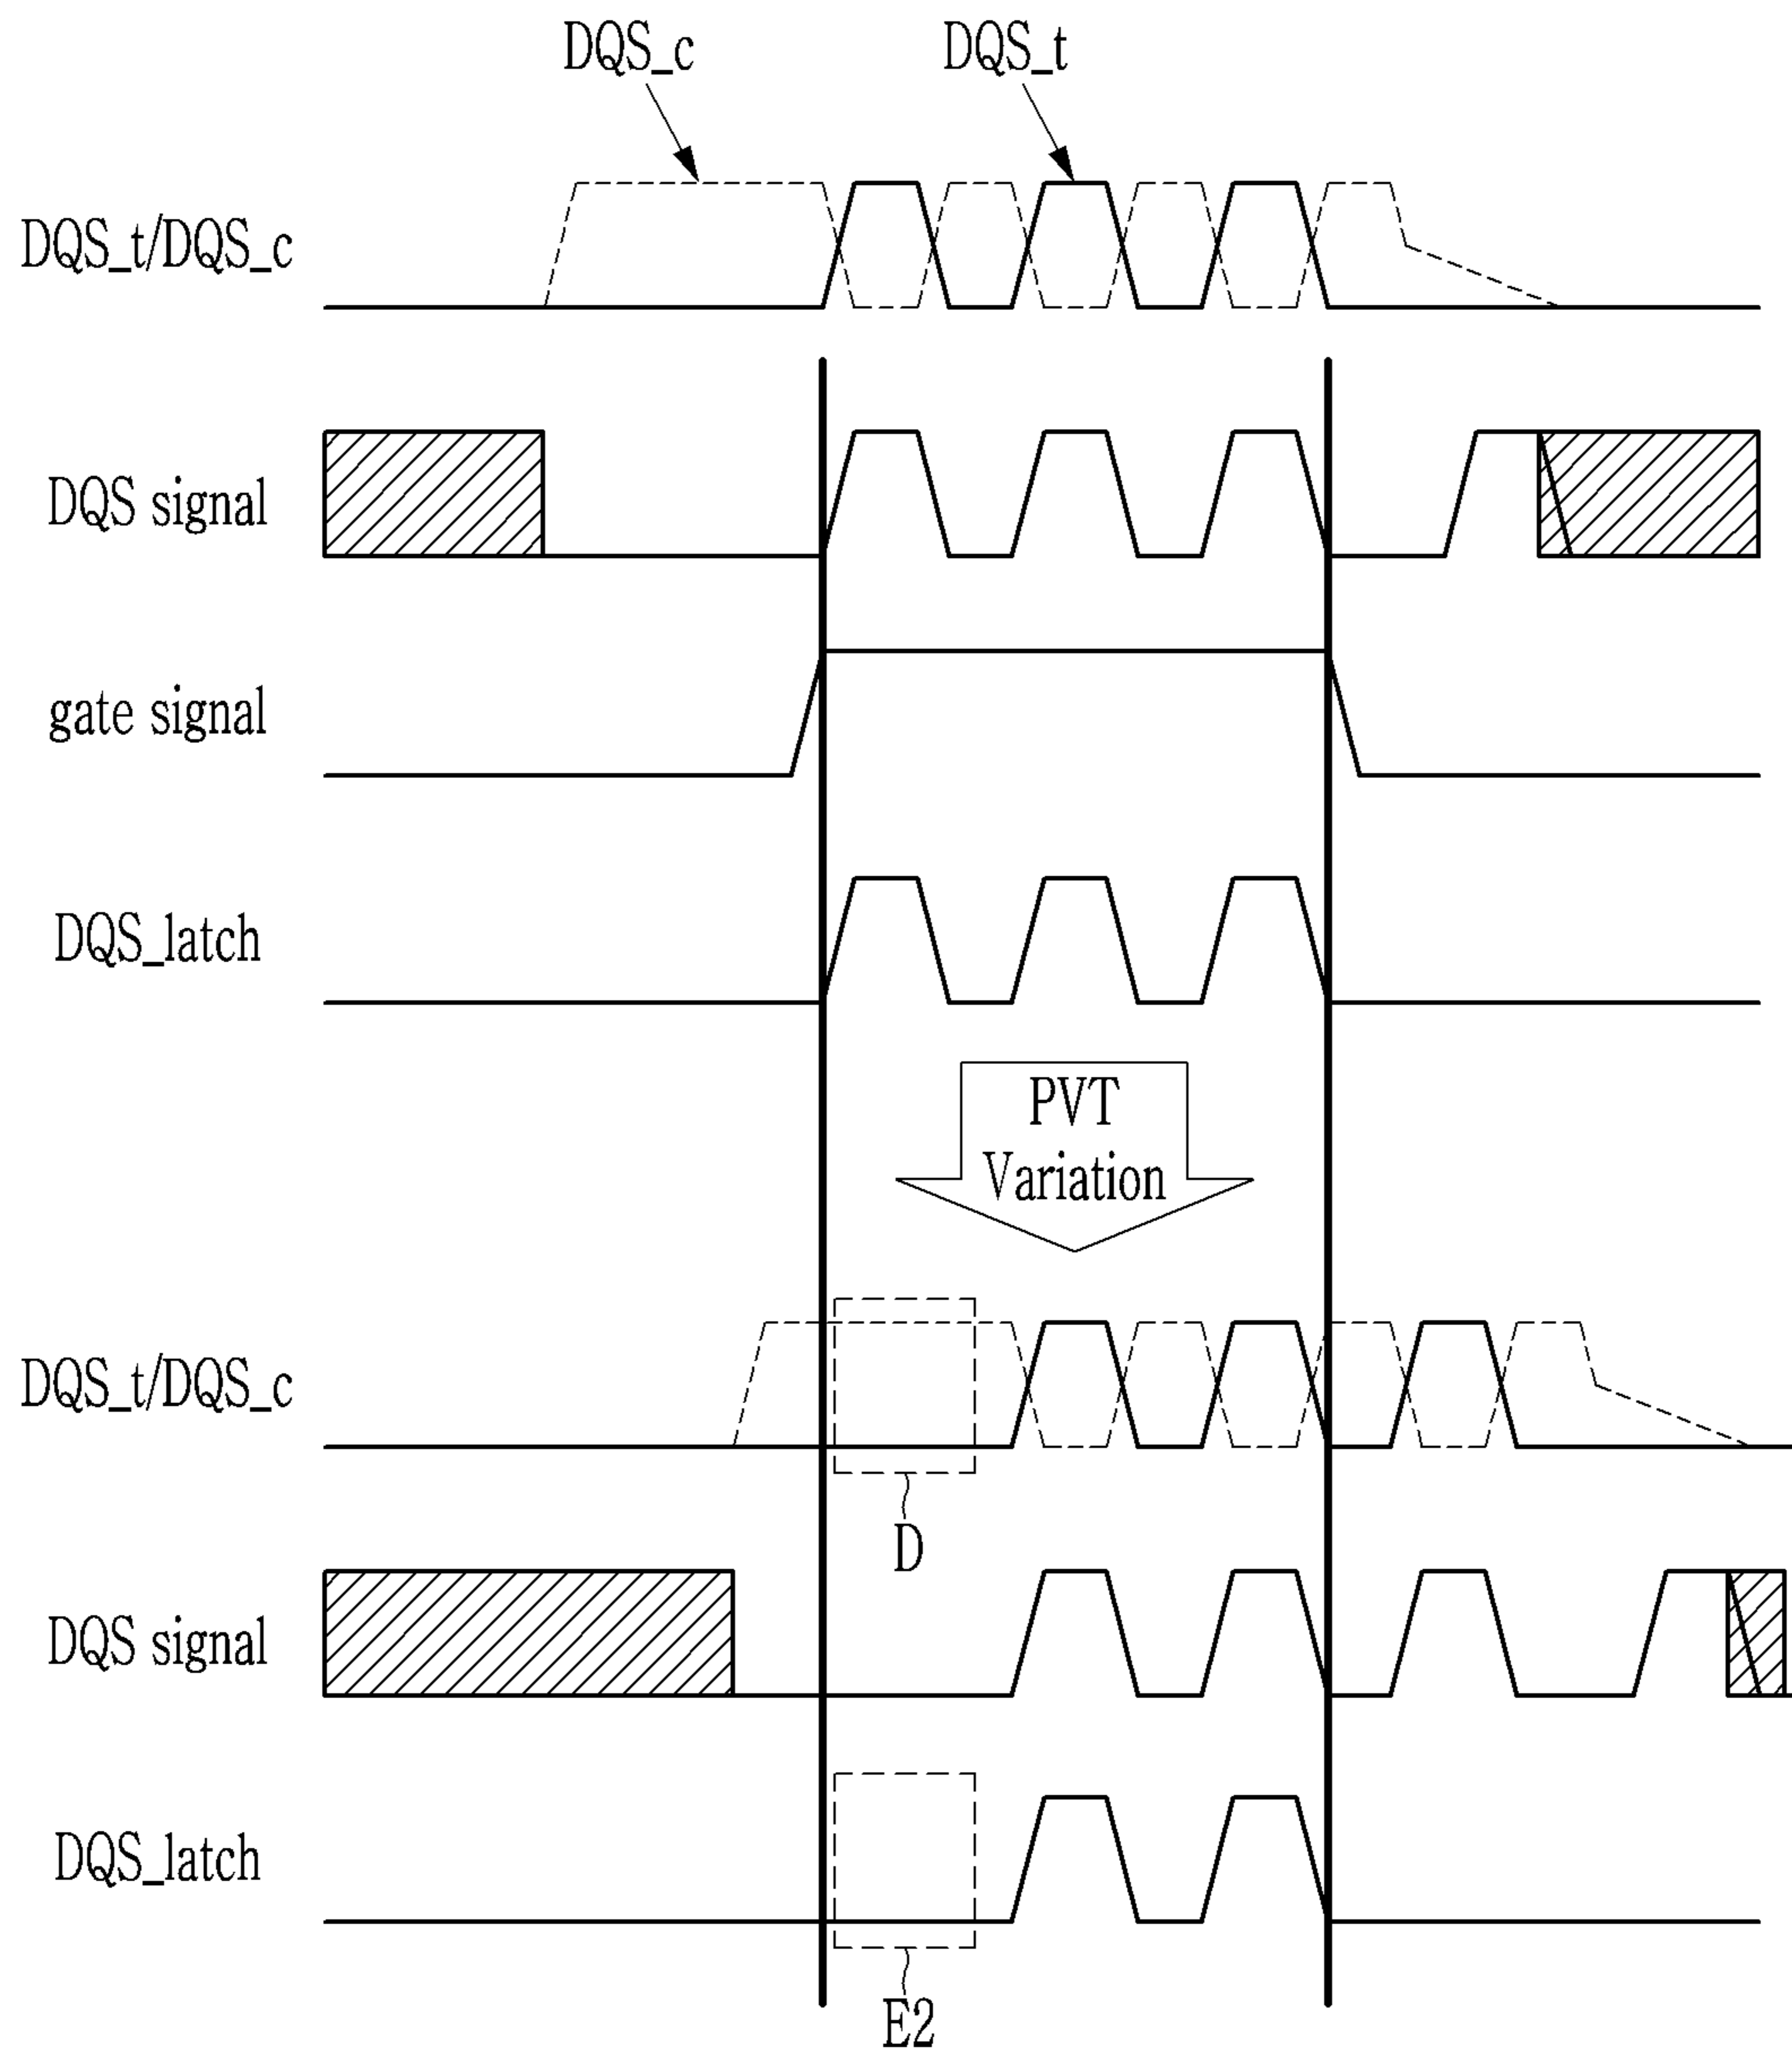 DQS_c DQS_t
DQS_t/DQS_c
DQS signal
gate signal
DQS_latch
PVT
Variation
DQS_t/DQS_c
D
DQS signal
DQS_latch
E2